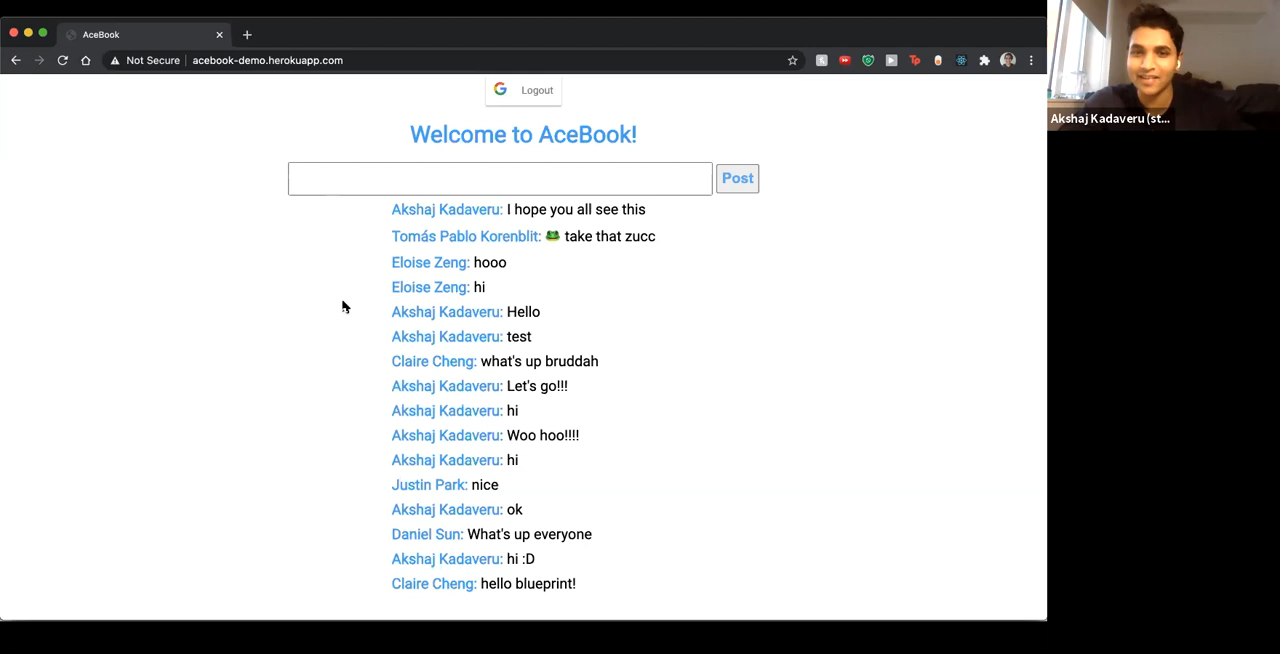 AceBook
Not Secure acebook-demo.herokuapp.com
Tp
Logout
Welcome to AceBook!
Post
Akshaj Kadaveru: I hope you all see this
Tomás Pablo Korenblit: 🐸 take that zucc
Eloise Zeng: hooo
Eloise Zeng: hi
Akshaj Kadaveru: Hello
Akshaj Kadaveru: test
Claire Cheng: what's up bruddah
Akshaj Kadaveru: Let's go!!!
Akshaj Kadaveru: hi
Akshaj Kadaveru: Woo hoo!!!!
Akshaj Kadaveru: hi
Justin Park: nice
Akshaj Kadaveru: ok
Daniel Sun: What's up everyone
Akshaj Kadaveru: hi :D
Claire Cheng: hello blueprint!
Akshaj Kadaveru (st...